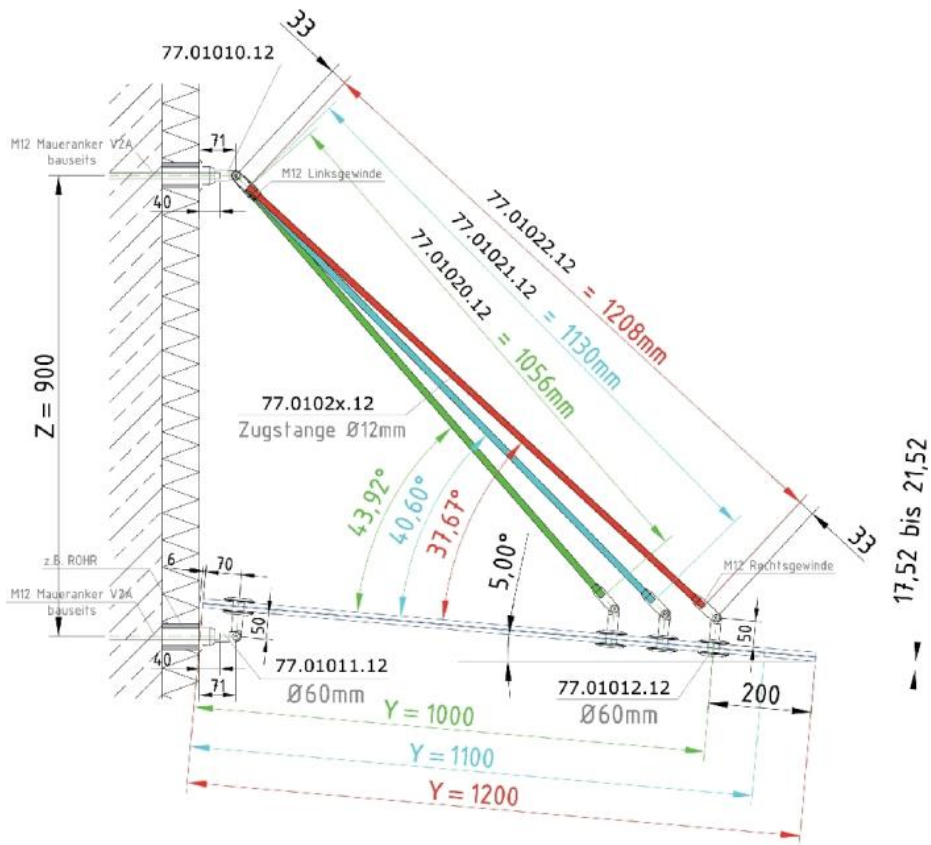 33
77.01010.12
71
M12 Maueranker V2A
bauseits
M12 Linksgewinde
40
77.01022.12
= 1208mm
77.01021.12
= 1130mm
77.01020.12
= 1056mm
Z = 900
77.0102x.12
Zugstange Ø12mm
43,92°
40,60°
37,67°
5,00°
33
17,52 bis 21,52
z.B. ROHR
6
70
M12 Rechtsgewinde
M12 Maueranker V2A
bauseits
50
50
40
71
77.01011.12
Ø60mm
77.01012.12
Ø60mm
200
Y = 1000
Y = 1100
Y = 1200